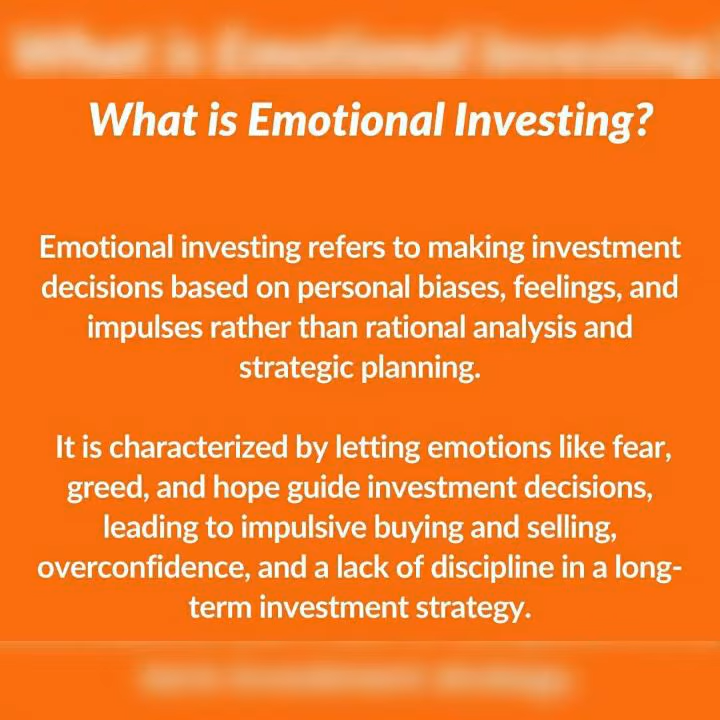 What is Emotional Investing?
Emotional investing refers to making investment
decisions based on personal biases, feelings, and
impulses rather than rational analysis and
strategic planning.
It is characterized by letting emotions like fear,
greed, and hope guide investment decisions,
leading to impulsive buying and selling,
overconfidence, and a lack of discipline in a long-
term investment strategy.